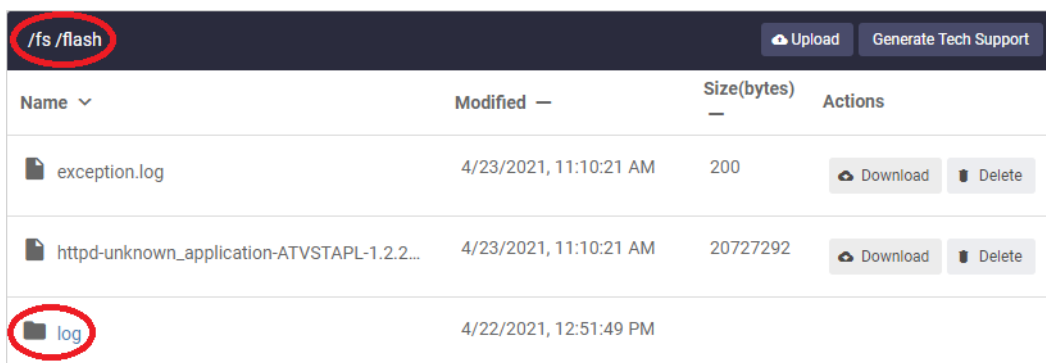 /fs /flash Upload Generate Tech Support
Name Modified — Size(bytes) — Actions
exception.log 4/23/2021, 11:10:21 AM 200 Download Delete
httpd-unknown_application-ATVSTAPL-1.2.2... 4/23/2021, 11:10:21 AM 20727292 Download Delete
log 4/22/2021, 12:51:49 PM